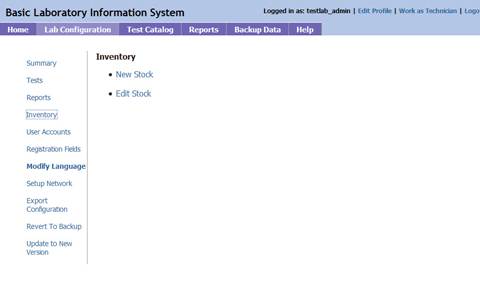 Basic Laboratory Information System
Logged in as: testlab_admin | Edit Profile | Work as Technician | Logo
Home Lab Configuration Test Catalog Reports Backup Data Help
Inventory
• New Stock
• Edit Stock
Summary
Tests
Reports
Inventory
User Accounts
Registration Fields
Modify Language
Setup Network
Export
Configuration
Revert To Backup
Update to New
Version